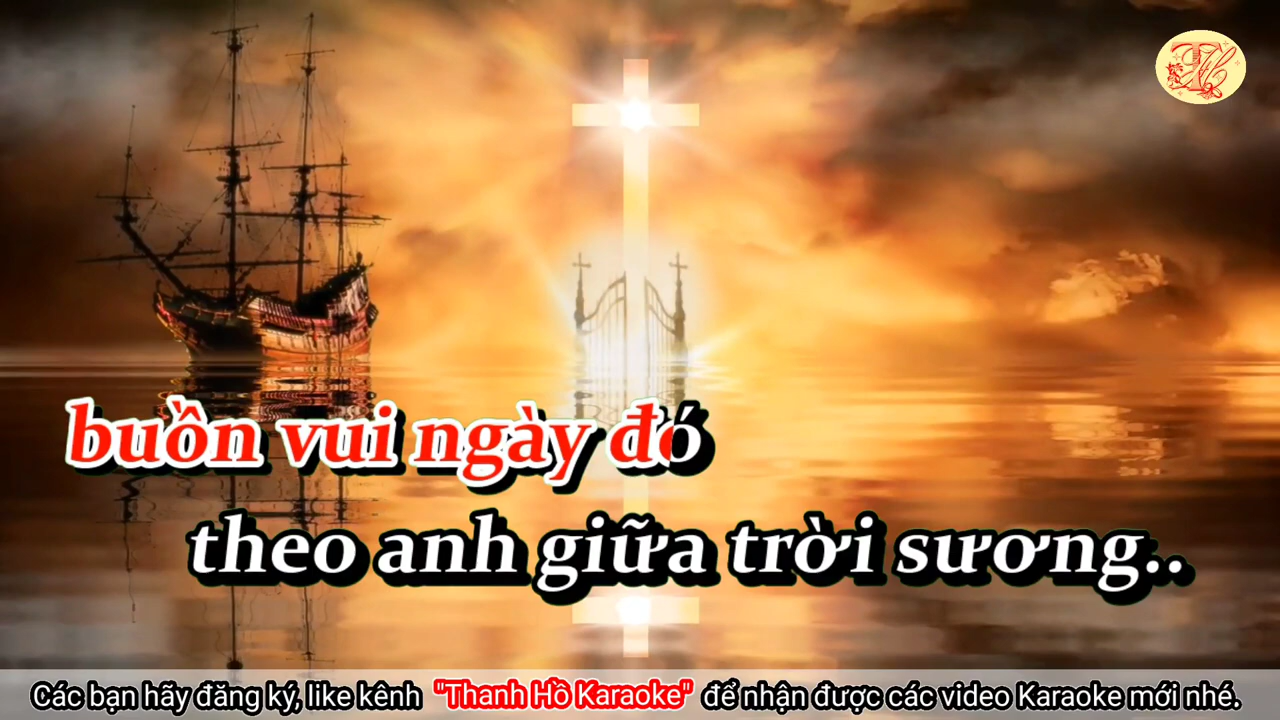 buồn vui ngày đó
theo anh giữa trời sương..
Các bạn hãy đăng ký, like kênh "Thanh Hồ Karaoke" để nhận được các video Karaoke mới nhé.